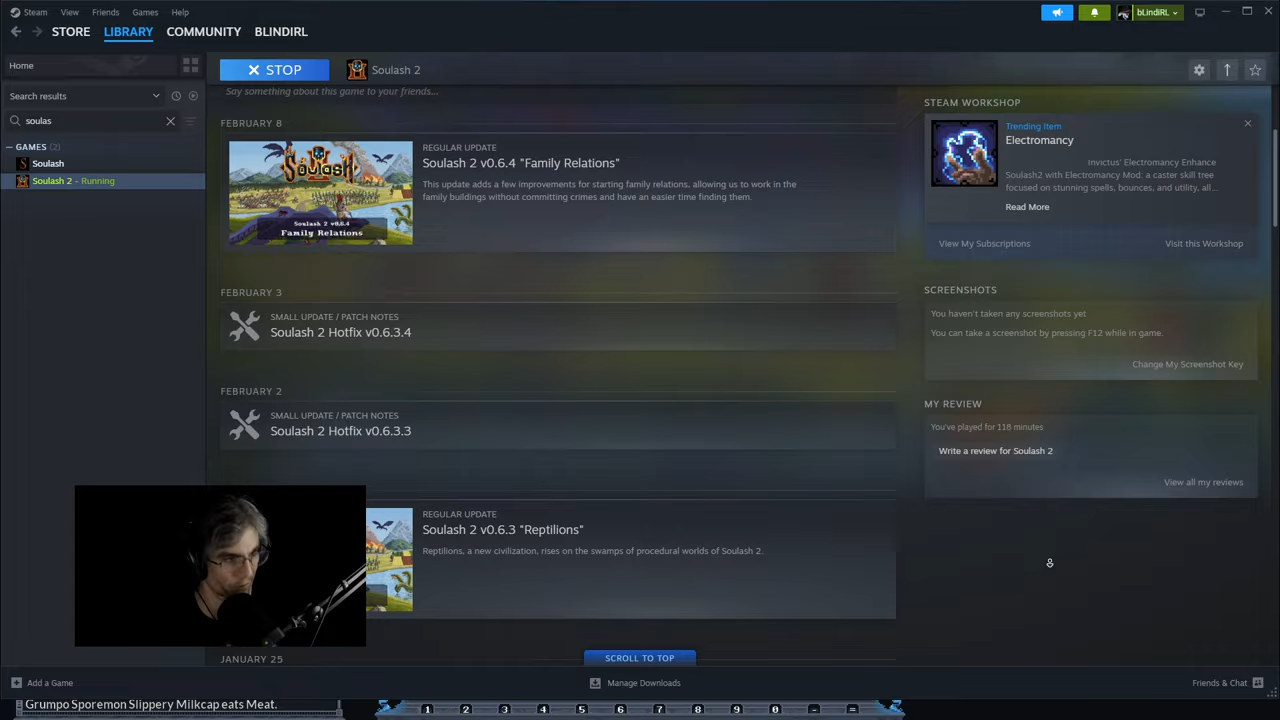 Steam View Friends Games Help
bLindiRL
STORE LIBRARY COMMUNITY BLINDIRL
Home
STOP Soulash 2
Say something about this game to your friends...
Search results
soulas
GAMES (2)
Soulash
Soulash 2 - Running
FEBRUARY 8
REGULAR UPDATE
Soulash 2 v0.6.4 "Family Relations"
This update adds a few improvements for starting family relations, allowing us to work in the
family buildings without committing crimes and have an easier time finding them.
Soulash
Soulash 2 v0.6.4
Family Relations
FEBRUARY 3
SMALL UPDATE / PATCH NOTES
Soulash 2 Hotfix v0.6.3.4
FEBRUARY 2
SMALL UPDATE / PATCH NOTES
Soulash 2 Hotfix v0.6.3.3
REGULAR UPDATE
Soulash 2 v0.6.3 "Reptilions"
Reptilions, a new civilization, rises on the swamps of procedural worlds of Soulash 2.
JANUARY 25
SCROLL TO TOP
STEAM WORKSHOP
Trending Item
Electromancy
Invictus' Electromancy Enhance
Soulash2 with Electromancy Mod: a caster skill tree
focused on stunning spells, bounces, and utility, all...
Read More
View My Subscriptions Visit this Workshop
SCREENSHOTS
You haven't taken any screenshots yet
You can take a screenshot by pressing F12 while in game.
Change My Screenshot Key
MY REVIEW
You've played for 118 minutes
Write a review for Soulash 2
View all my reviews
Add a Game Manage Downloads Friends & Chat
Grumpo Sporemon Slippery Milkcap eats Meat.
1 2 3 4 5 6 7 8 9 0 - =